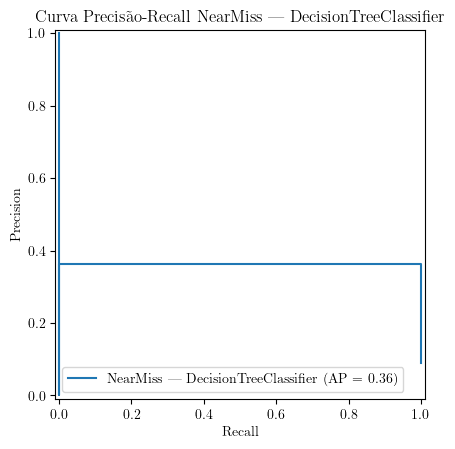 Curva Precisão-Recall NearMiss — DecisionTreeClassifier
1.0
0.8
0.6
0.4
0.2
0.0
Precision
NearMiss — DecisionTreeClassifier (AP = 0.36)
0.0 0.2 0.4 0.6 0.8 1.0
Recall